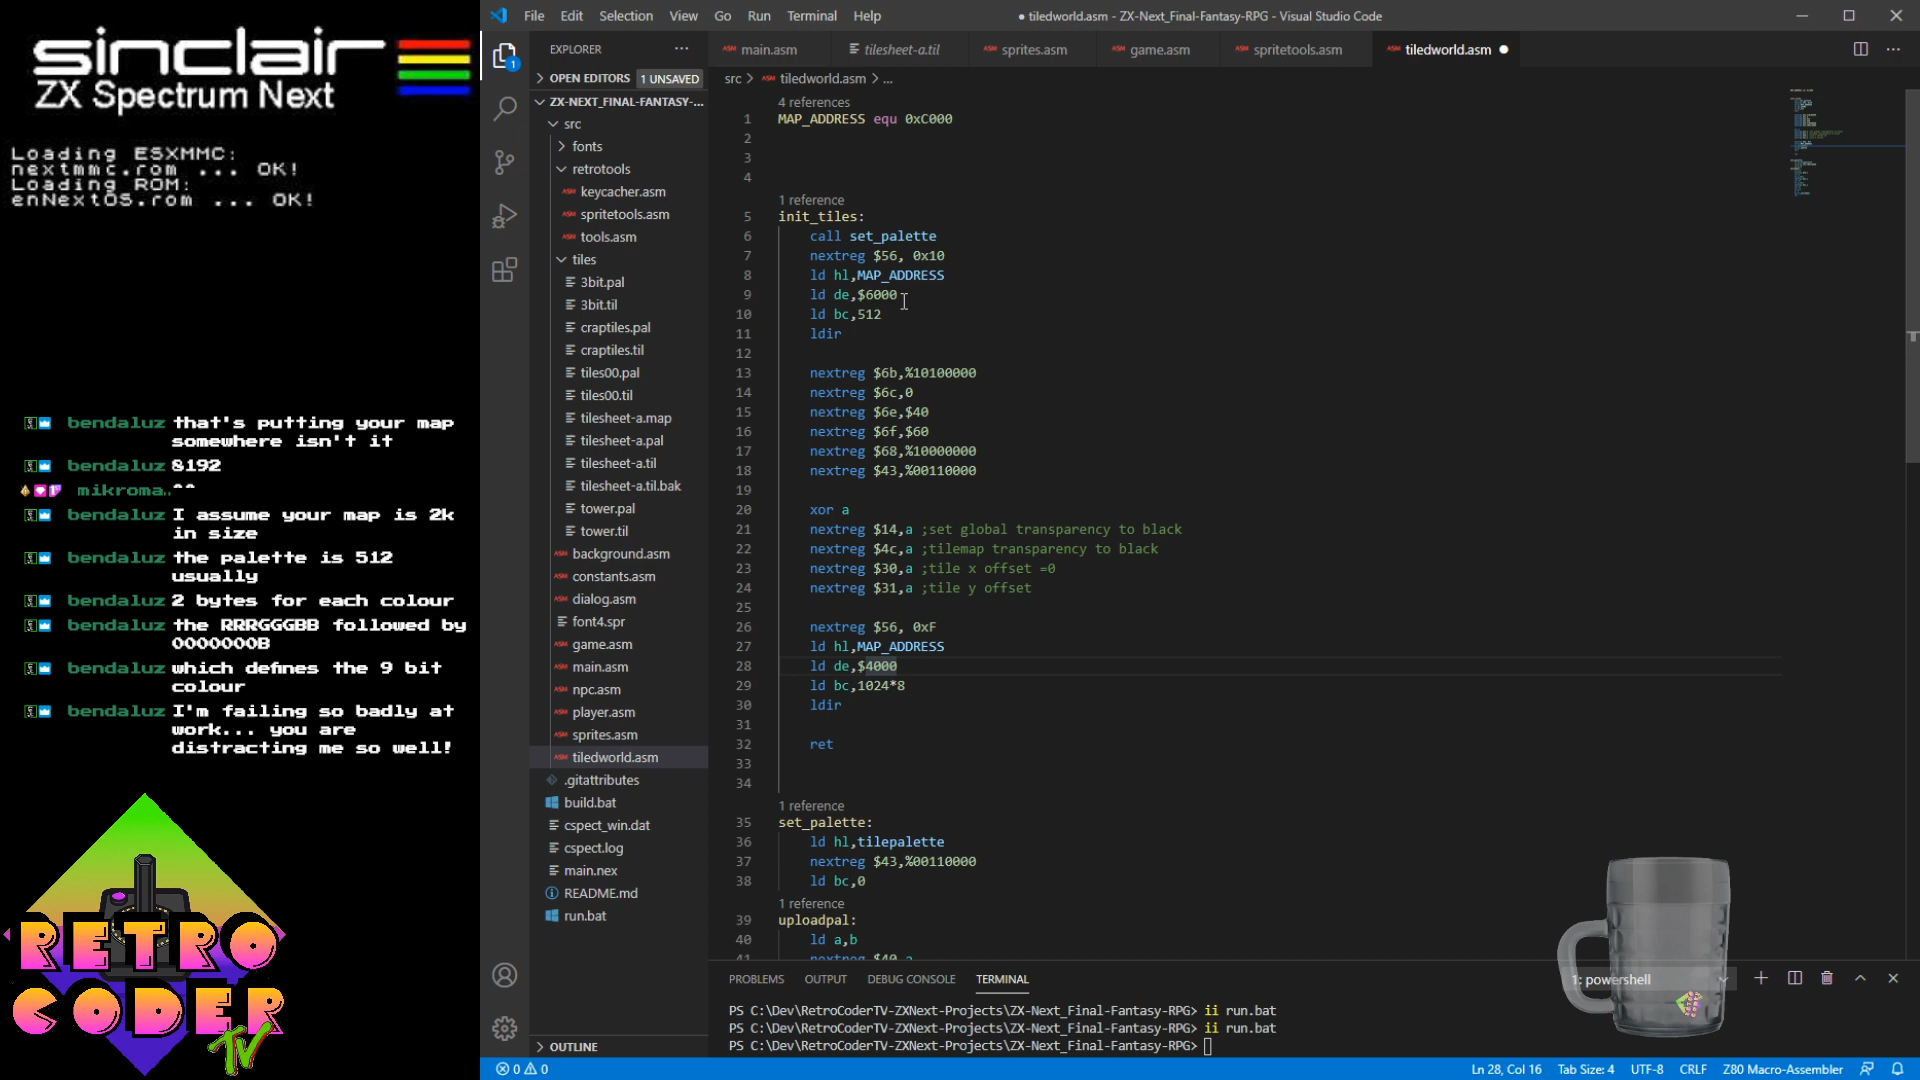 sinclair
ZX Spectrum Next
Loading ESXMMC:
nextmmc.rom ... OK!
Loading ROM:
enNextOS.rom ... OK!
bendaluz that's putting your map
somewhere isn't it
bendaluz 8192
mikroma.. ^^
bendaluz I assume your map is 2k
in size
bendaluz the palette is 512
usually
bendaluz 2 bytes for each colour
bendaluz the RRRGGGBB followed by
0000000B
bendaluz which defines the 9 bit
colour
bendaluz I'm failing so badly at
work... you are
distracting me so well!
RETRO
CODER
TV
File Edit Selection View Go Run Terminal Help
● tiledworld.asm - ZX-Next_Final-Fantasy-RPG - Visual Studio Code
EXPLORER
OPEN EDITORS 1 UNSAVED
ZX-NEXT_FINAL-FANTASY-...
src
fonts
retrotools
keycacher.asm
spritetools.asm
tools.asm
tiles
3bit.pal
3bit.til
craptiles.pal
craptiles.til
tiles00.pal
tiles00.til
tilesheet-a.map
tilesheet-a.pal
tilesheet-a.til
tilesheet-a.til.bak
tower.pal
tower.til
background.asm
constants.asm
dialog.asm
font4.spr
game.asm
main.asm
npc.asm
player.asm
sprites.asm
tiledworld.asm
.gitattributes
build.bat
cspect_win.dat
cspect.log
main.nex
README.md
run.bat
OUTLINE
main.asm tilesheet-a.til sprites.asm game.asm spritetools.asm tiledworld.asm
src > tiledworld.asm > ...
4 references
1 MAP_ADDRESS equ 0xC000
2
3
4
1 reference
5 init_tiles:
6 call set_palette
7 nextreg $56, 0x10
8 ld hl,MAP_ADDRESS
9 ld de,$6000
10 ld bc,512
11 ldir
12
13 nextreg $6b,%10100000
14 nextreg $6c,0
15 nextreg $6e,$40
16 nextreg $6f,$60
17 nextreg $68,%10000000
18 nextreg $43,%00110000
19
20 xor a
21 nextreg $14,a ;set global transparency to black
22 nextreg $4c,a ;tilemap transparency to black
23 nextreg $30,a ;tile x offset =0
24 nextreg $31,a ;tile y offset
25
26 nextreg $56, 0xF
27 ld hl,MAP_ADDRESS
28 ld de,$4000
29 ld bc,1024*8
30 ldir
31
32 ret
33
34
1 reference
35 set_palette:
36 ld hl,tilepalette
37 nextreg $43,%00110000
38 ld bc,0
1 reference
39 uploadpal:
40 ld a,b
41 nextreg $40,a
PROBLEMS OUTPUT DEBUG CONSOLE TERMINAL
1: powershell
PS C:\Dev\RetroCoderTV-ZXNext-Projects\ZX-Next_Final-Fantasy-RPG> ii run.bat
PS C:\Dev\RetroCoderTV-ZXNext-Projects\ZX-Next_Final-Fantasy-RPG> ii run.bat
PS C:\Dev\RetroCoderTV-ZXNext-Projects\ZX-Next_Final-Fantasy-RPG>
0 0
Ln 28, Col 16 Tab Size: 4 UTF-8 CRLF Z80 Macro-Assembler